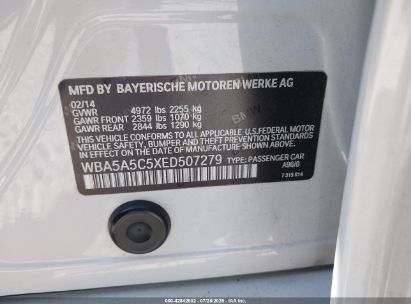 MFD BY BAYERISCHE MOTOREN WERKE AG
02/14
GVWR 4972 lbs 2255 kg
GAWR FRONT 2359 lbs 1070 kg
GAWR REAR 2844 lbs 1290 kg
THIS VEHICLE CONFORMS TO ALL APPLICABLE U.S. FEDERAL MOTOR
VEHICLE SAFETY, BUMPER, AND THEFT PREVENTION STANDARDS IN
EFFECT ON THE DATE OF MANUFACTURE SHOWN ABOVE.
WBA5A5C5XED507279 TYPE: PASSENGER CAR
A96/0